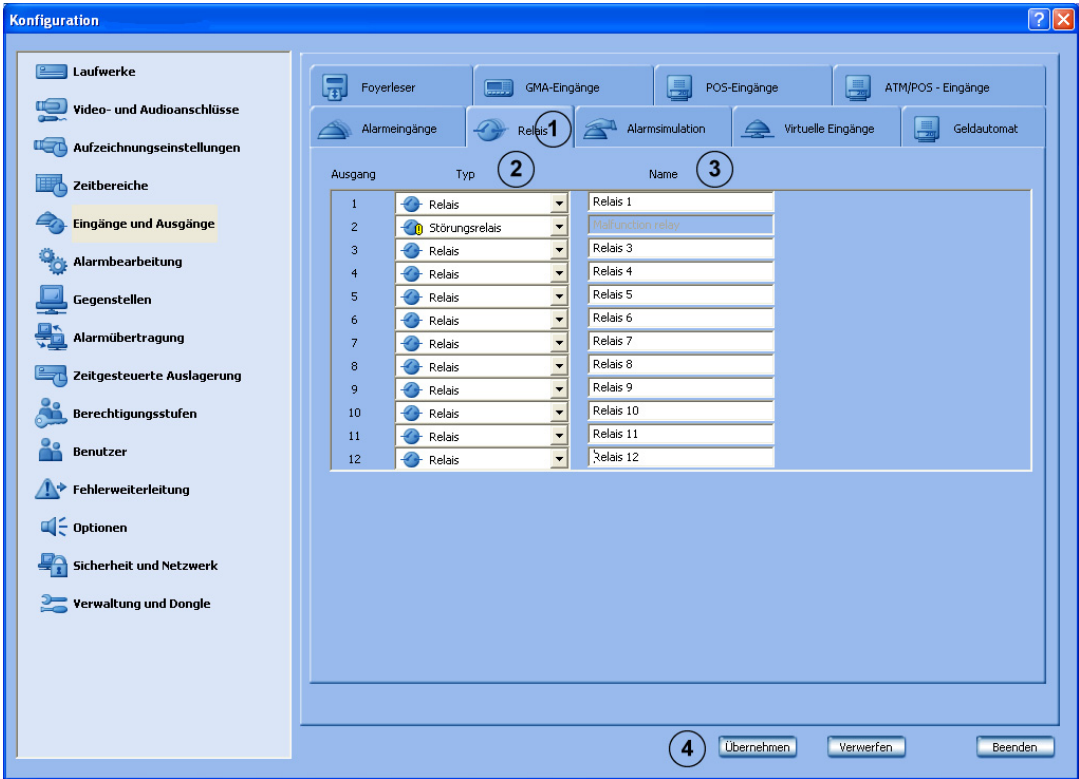 Konfiguration
Laufwerke
Video- und Audioanschlüsse
Aufzeichnungseinstellungen
Zeitbereiche
Eingänge und Ausgänge
Alarmbearbeitung
Gegenstellen
Alarmübertragung
Zeitgesteuerte Auslagerung
Berechtigungsstufen
Benutzer
Fehlerweiterleitung
Optionen
Sicherheit und Netzwerk
Verwaltung und Dongle
Foyerleser GMA-Eingänge POS-Eingänge ATM/POS - Eingänge
Alarmeingänge Relais 1 Alarmsimulation Virtuelle Eingänge Geldautomat
Ausgang Typ 2 Name 3
1 Relais Relais 1
2 Störungsrelais Malfunction relay
3 Relais Relais 3
4 Relais Relais 4
5 Relais Relais 5
6 Relais Relais 6
7 Relais Relais 7
8 Relais Relais 8
9 Relais Relais 9
10 Relais Relais 10
11 Relais Relais 11
12 Relais Relais 12
4 Übernehmen Verwerfen Beenden